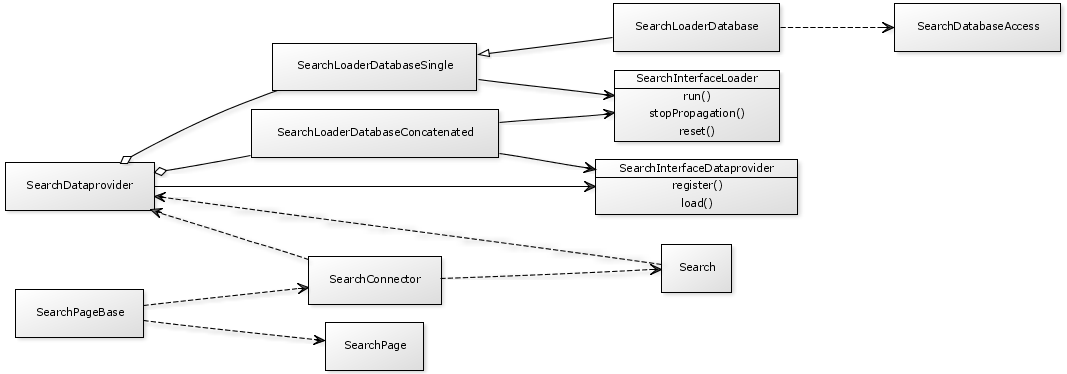 SearchLoaderDatabase
SearchDatabaseAccess
SearchLoaderDatabaseSingle
SearchInterfaceLoader
run()
stopPropagation()
reset()
SearchLoaderDatabaseConcatenated
SearchInterfaceDataprovider
register()
load()
SearchDataprovider
Search
SearchConnector
SearchPageBase
SearchPage